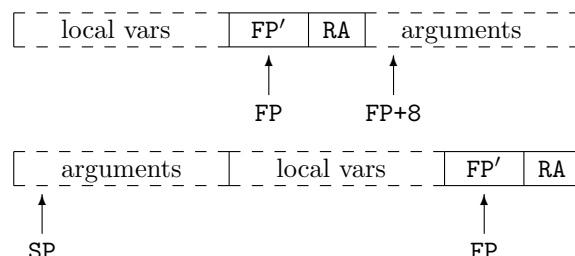 local vars FP′ RA arguments
FP FP+8
arguments local vars FP′ RA
SP FP